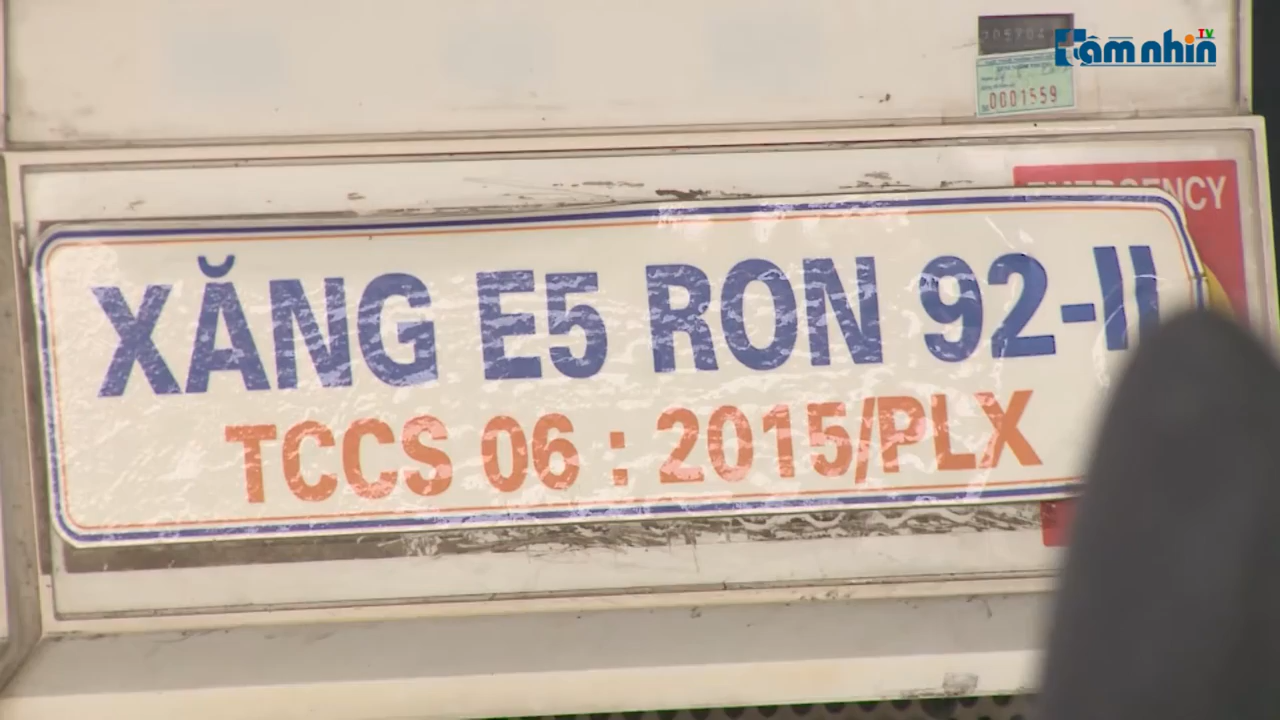 Tầm nhìn TV
0001559
EMERGENCY
XĂNG E5 RON 92-II
TCCS 06 : 2015/PLX